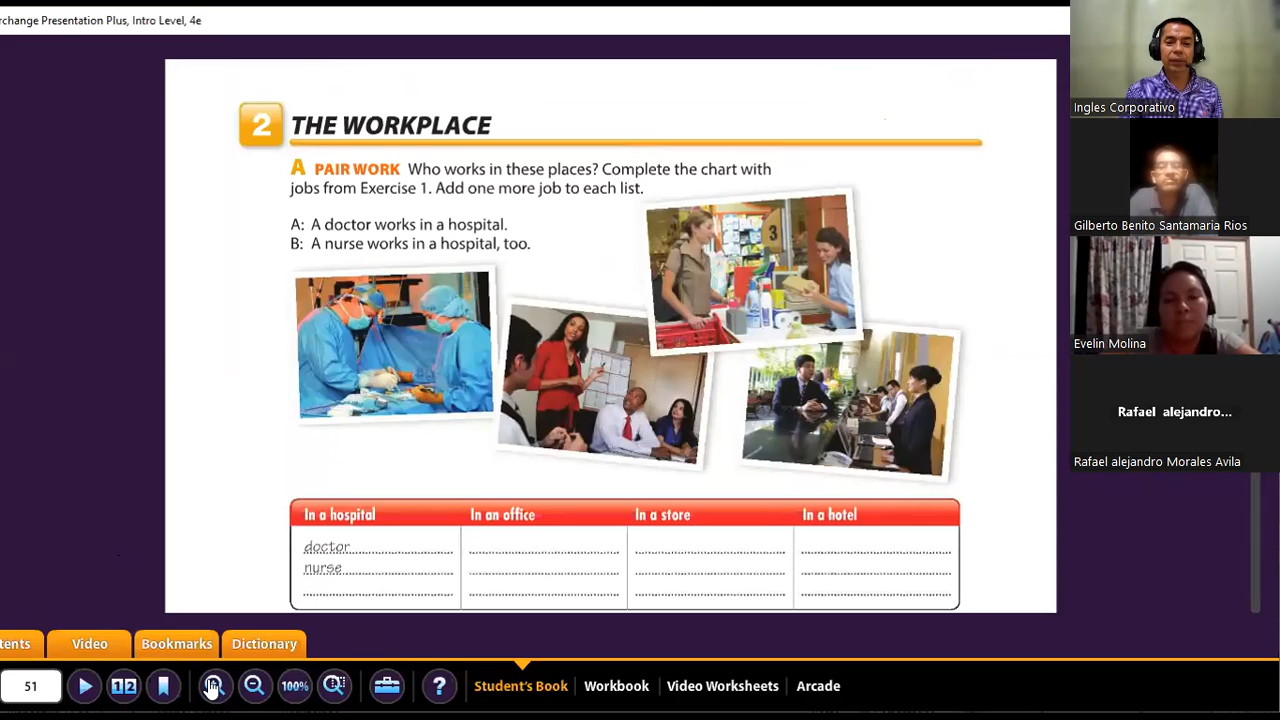 rchange Presentation Plus, Intro Level, 4e
2 THE WORKPLACE
A PAIR WORK Who works in these places? Complete the chart with
jobs from Exercise 1. Add one more job to each list.
A: A doctor works in a hospital.
B: A nurse works in a hospital, too.
3
In a hospital In an office In a store In a hotel
doctor
nurse
tents Video Bookmarks Dictionary
51 12 100% ? Student's Book Workbook Video Worksheets Arcade
Ingles Corporativo
Gilberto Benito Santamaria Rios
Evelin Molina
Rafael alejandro...
Rafael alejandro Morales Avila